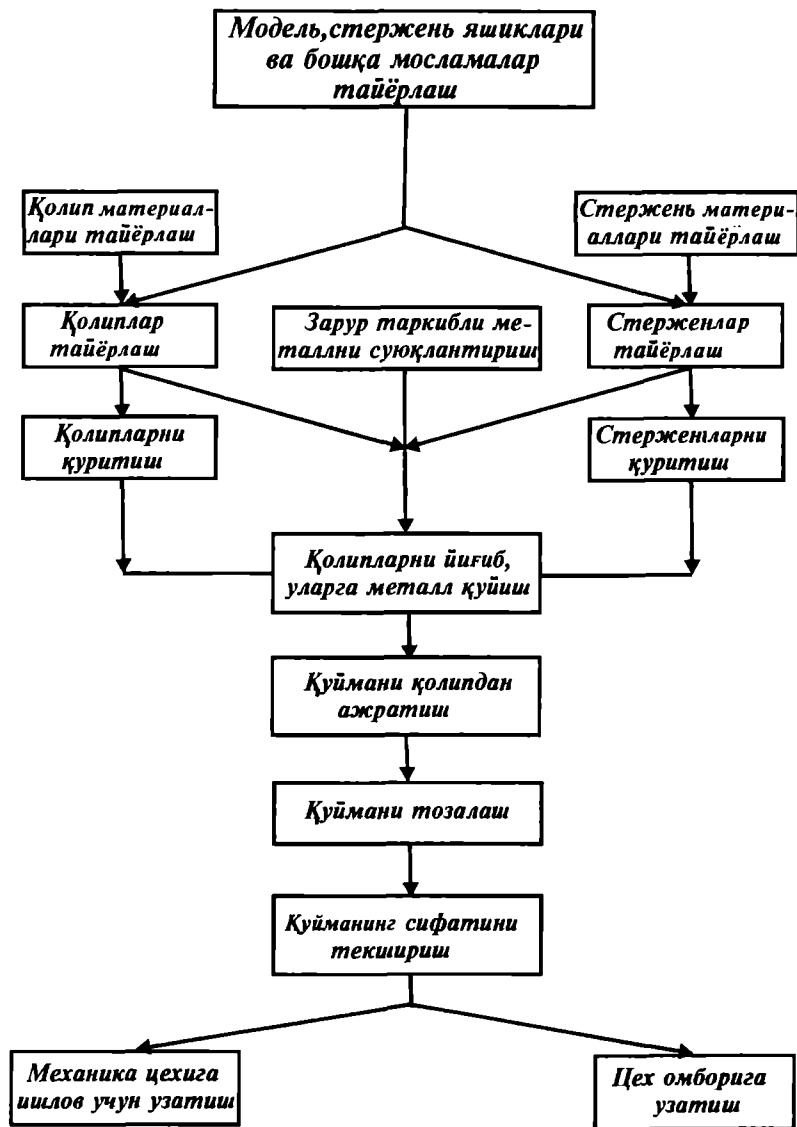 Модель,стержень яшиклари
ва бошқа мосламалар
тайёрлаш
Қолип материал-
лари тайёрлаш
Стержень матери-
аллари тайёрлаш
Қолиплар
тайёрлаш
Зарур таркибли ме-
таллни суюқлантириш
Стерженлар
тайёрлаш
Қолипларни
қуритиш
Стерженларни
қуритиш
Қолипларни йиғиб,
уларга металл қуйиш
Қуймани қолипдан
ажратиш
Қуймани тозалаш
Қуйманинг сифатини
текшириш
Механика цехига
ишлов учун узатиш
Цех омборига
узатиш